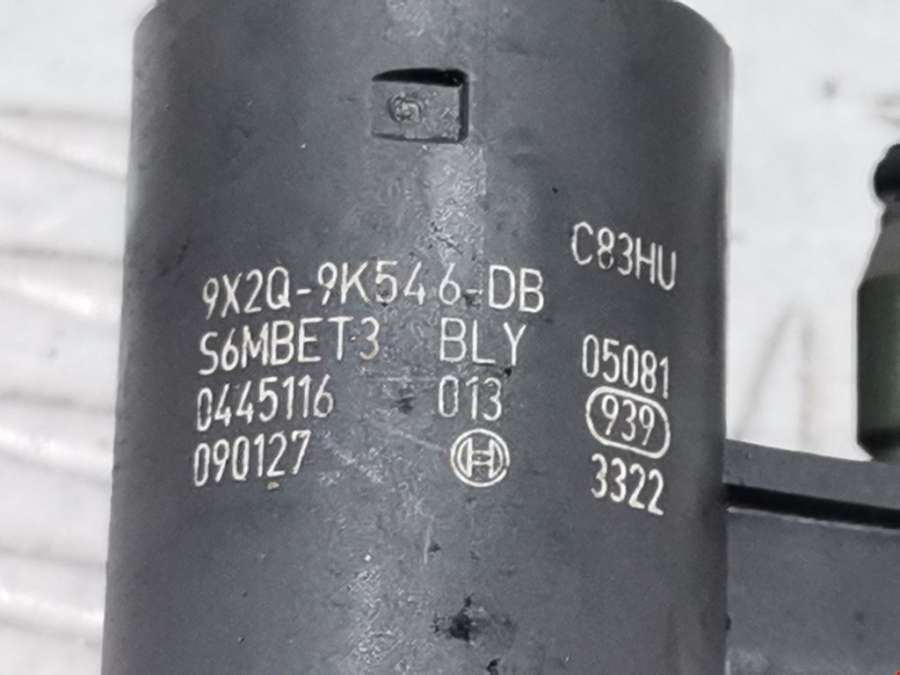 9X2Q-9K546-DB
S6MBET3 BLY
0445116 013
090127
C83HU
05081
939
3322